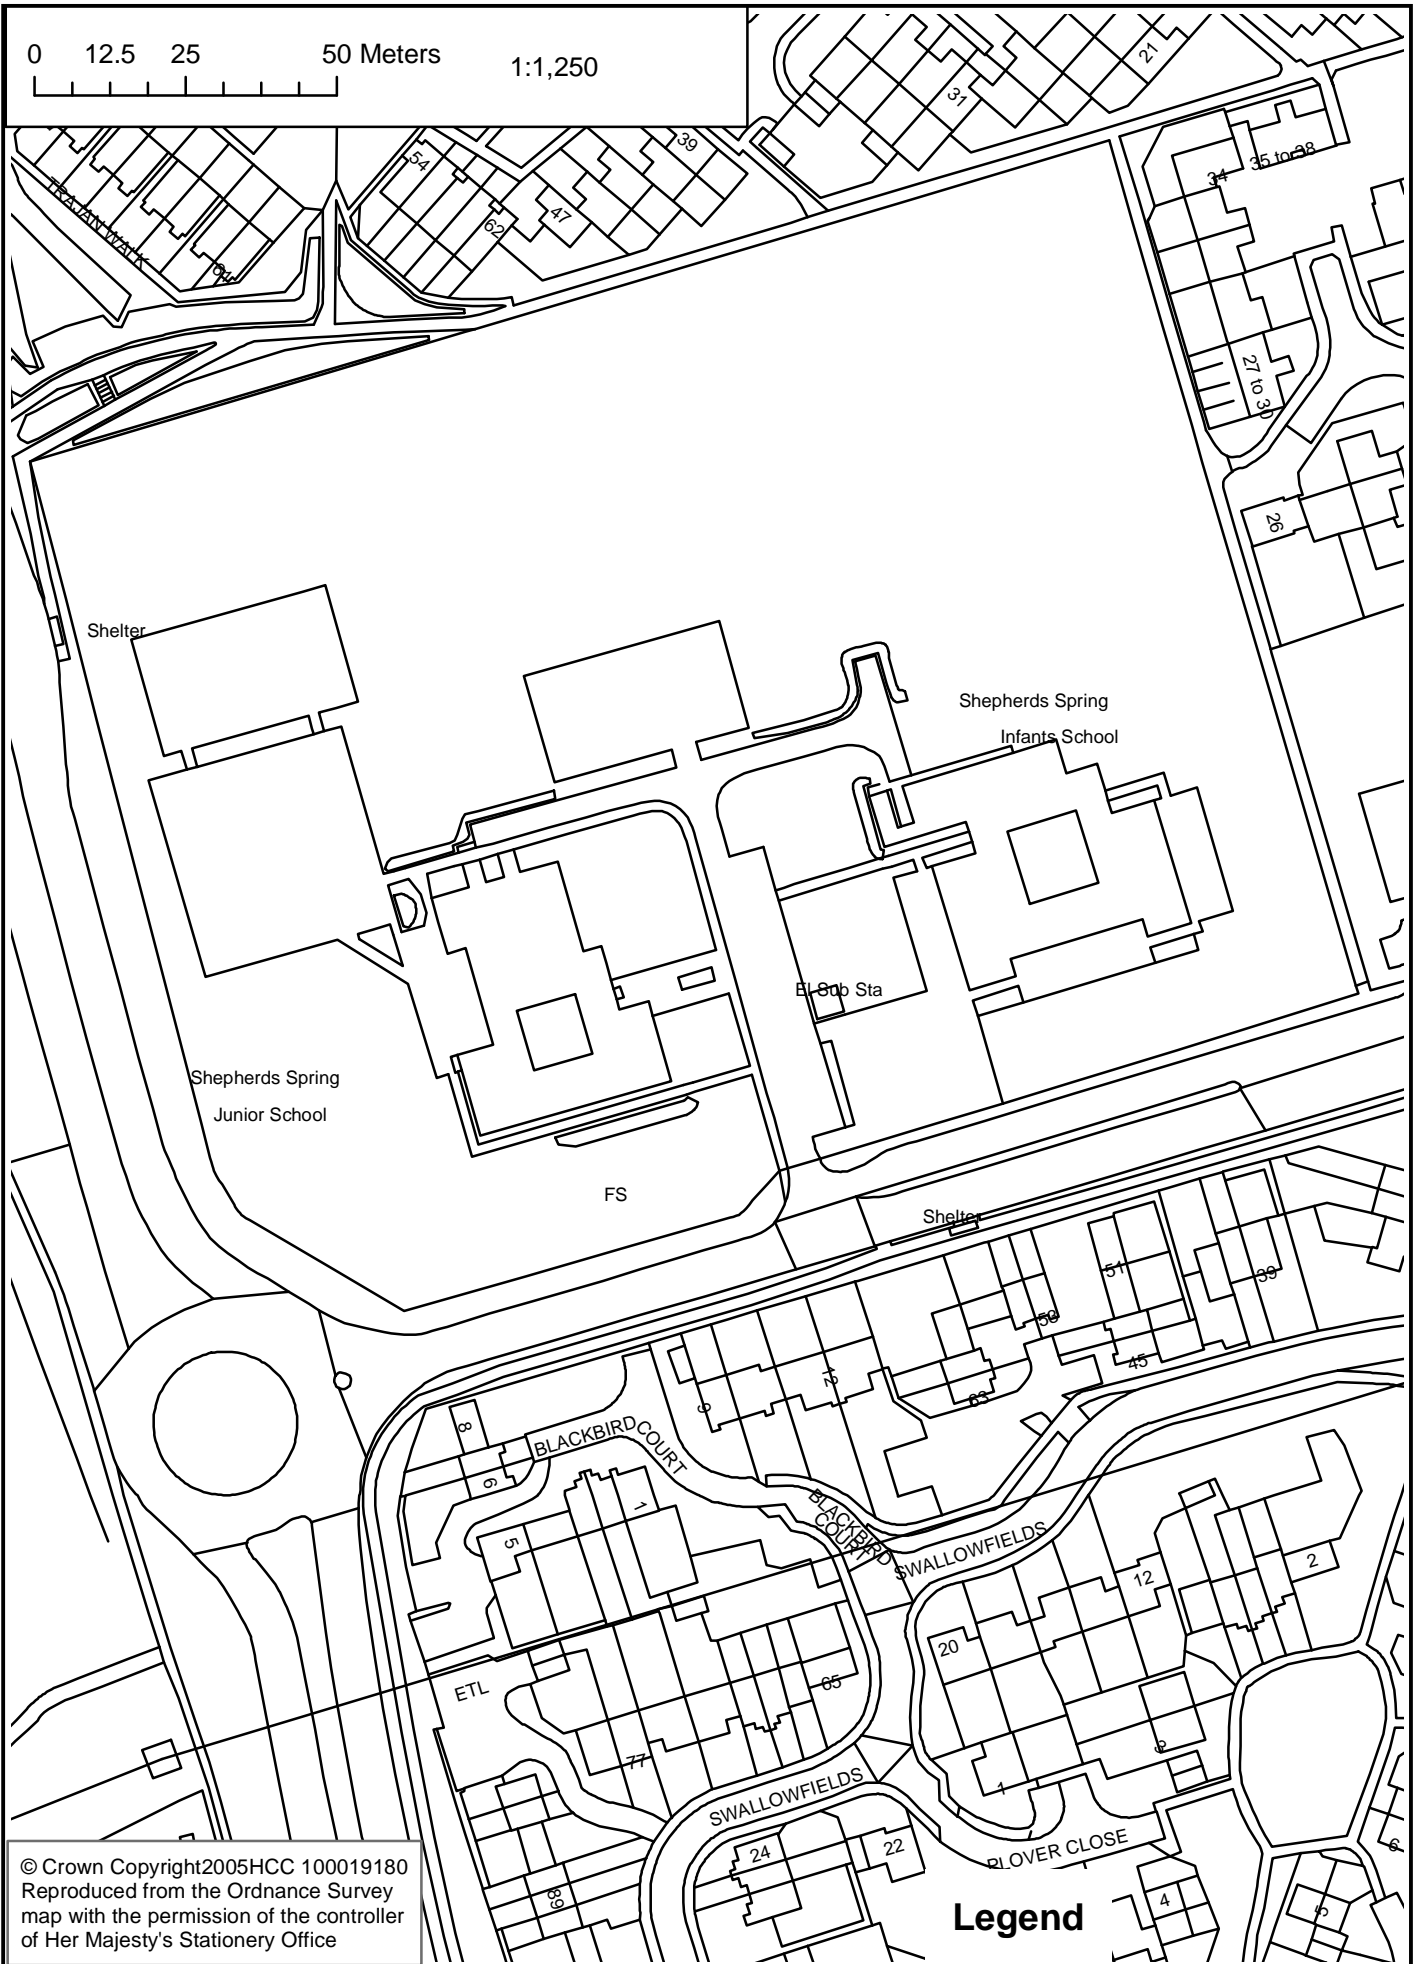 0 12.5 25 50 Meters
1:1,250
21
31
39
54
62
47
TRAJAN WALK
61
34
35 to 38
27 to 30
26
Shelter
Shepherds Spring
Infants School
El Sub Sta
Shepherds Spring
Junior School
FS
Shelter
51
39
53
45
63
12
9
8
6
BLACKBIRD COURT
1
5
BLACKBIRD
COURT
SWALLOWFIELDS
12
2
20
65
ETL
77
3
1
SWALLOWFIELDS
PLOVER CLOSE
24
22
89
4
5
6
Legend
© Crown Copyright2005HCC 100019180
Reproduced from the Ordnance Survey
map with the permission of the controller
of Her Majesty's Stationery Office